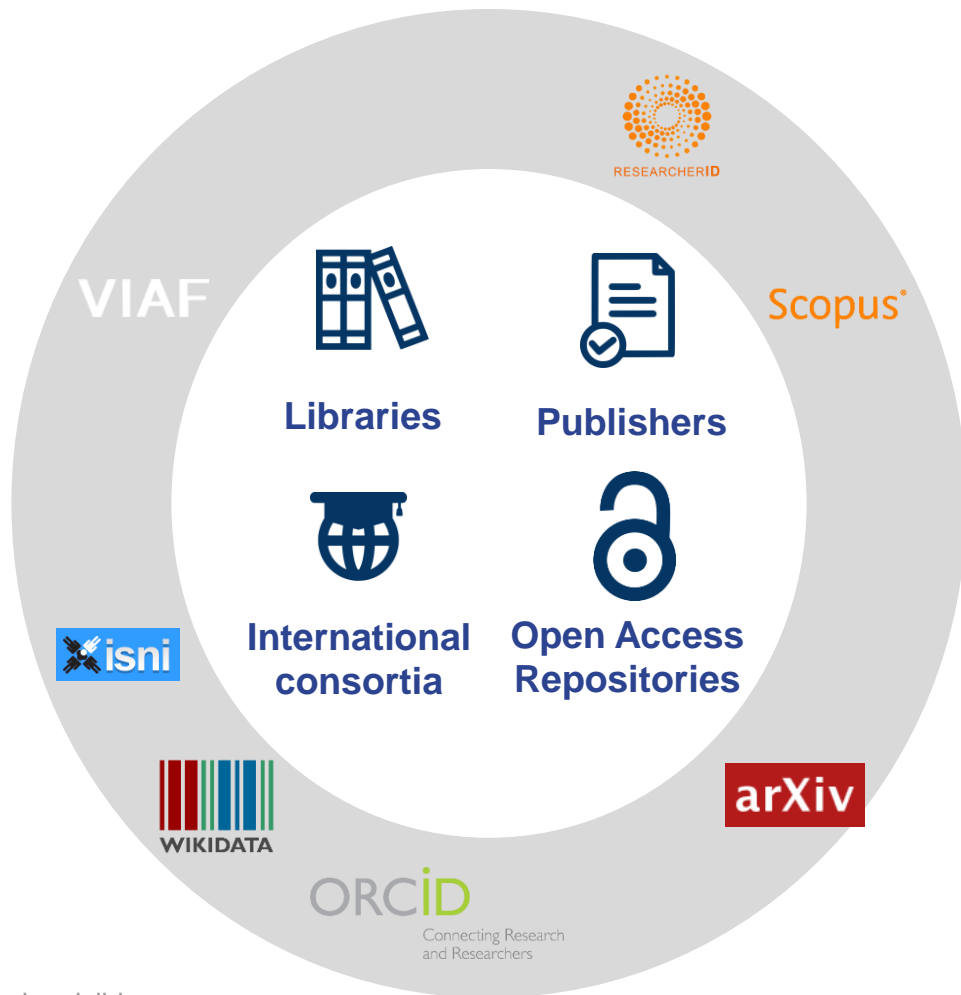 RESEARCHERID
VIAF
Scopus®
Libraries
Publishers
International
consortia
Open Access
Repositories
isni
WIKIDATA
arXiv
ORCiD
Connecting Research
and Researchers